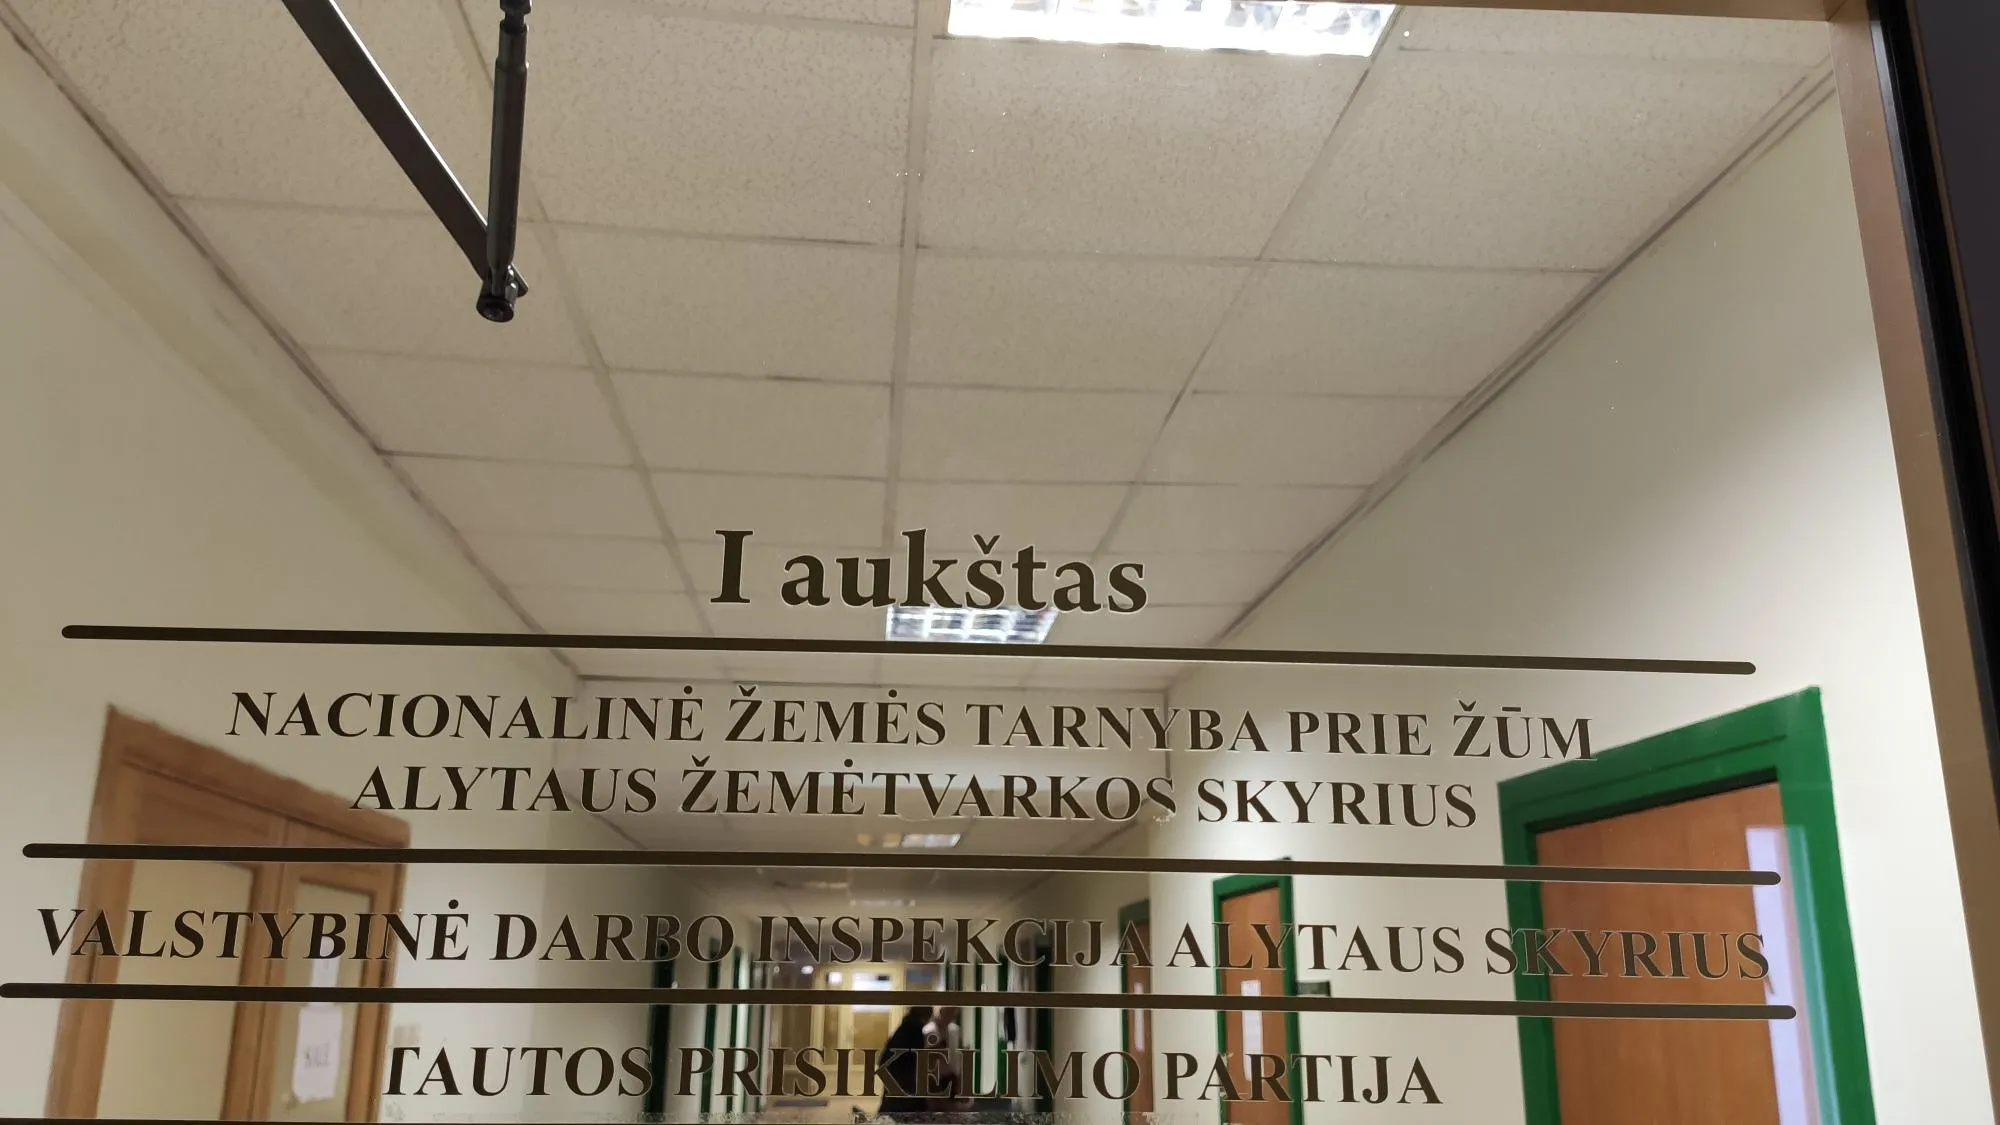 I aukštas
NACIONALINĖ ŽEMĖS TARNYBA PRIE ŽŪM
ALYTAUS ŽEMĖTVARKOS SKYRIUS
VALSTYBINĖ DARBO INSPEKCIJA ALYTAUS SKYRIUS
TAUTOS PRISIKĖLIMO PARTIJA